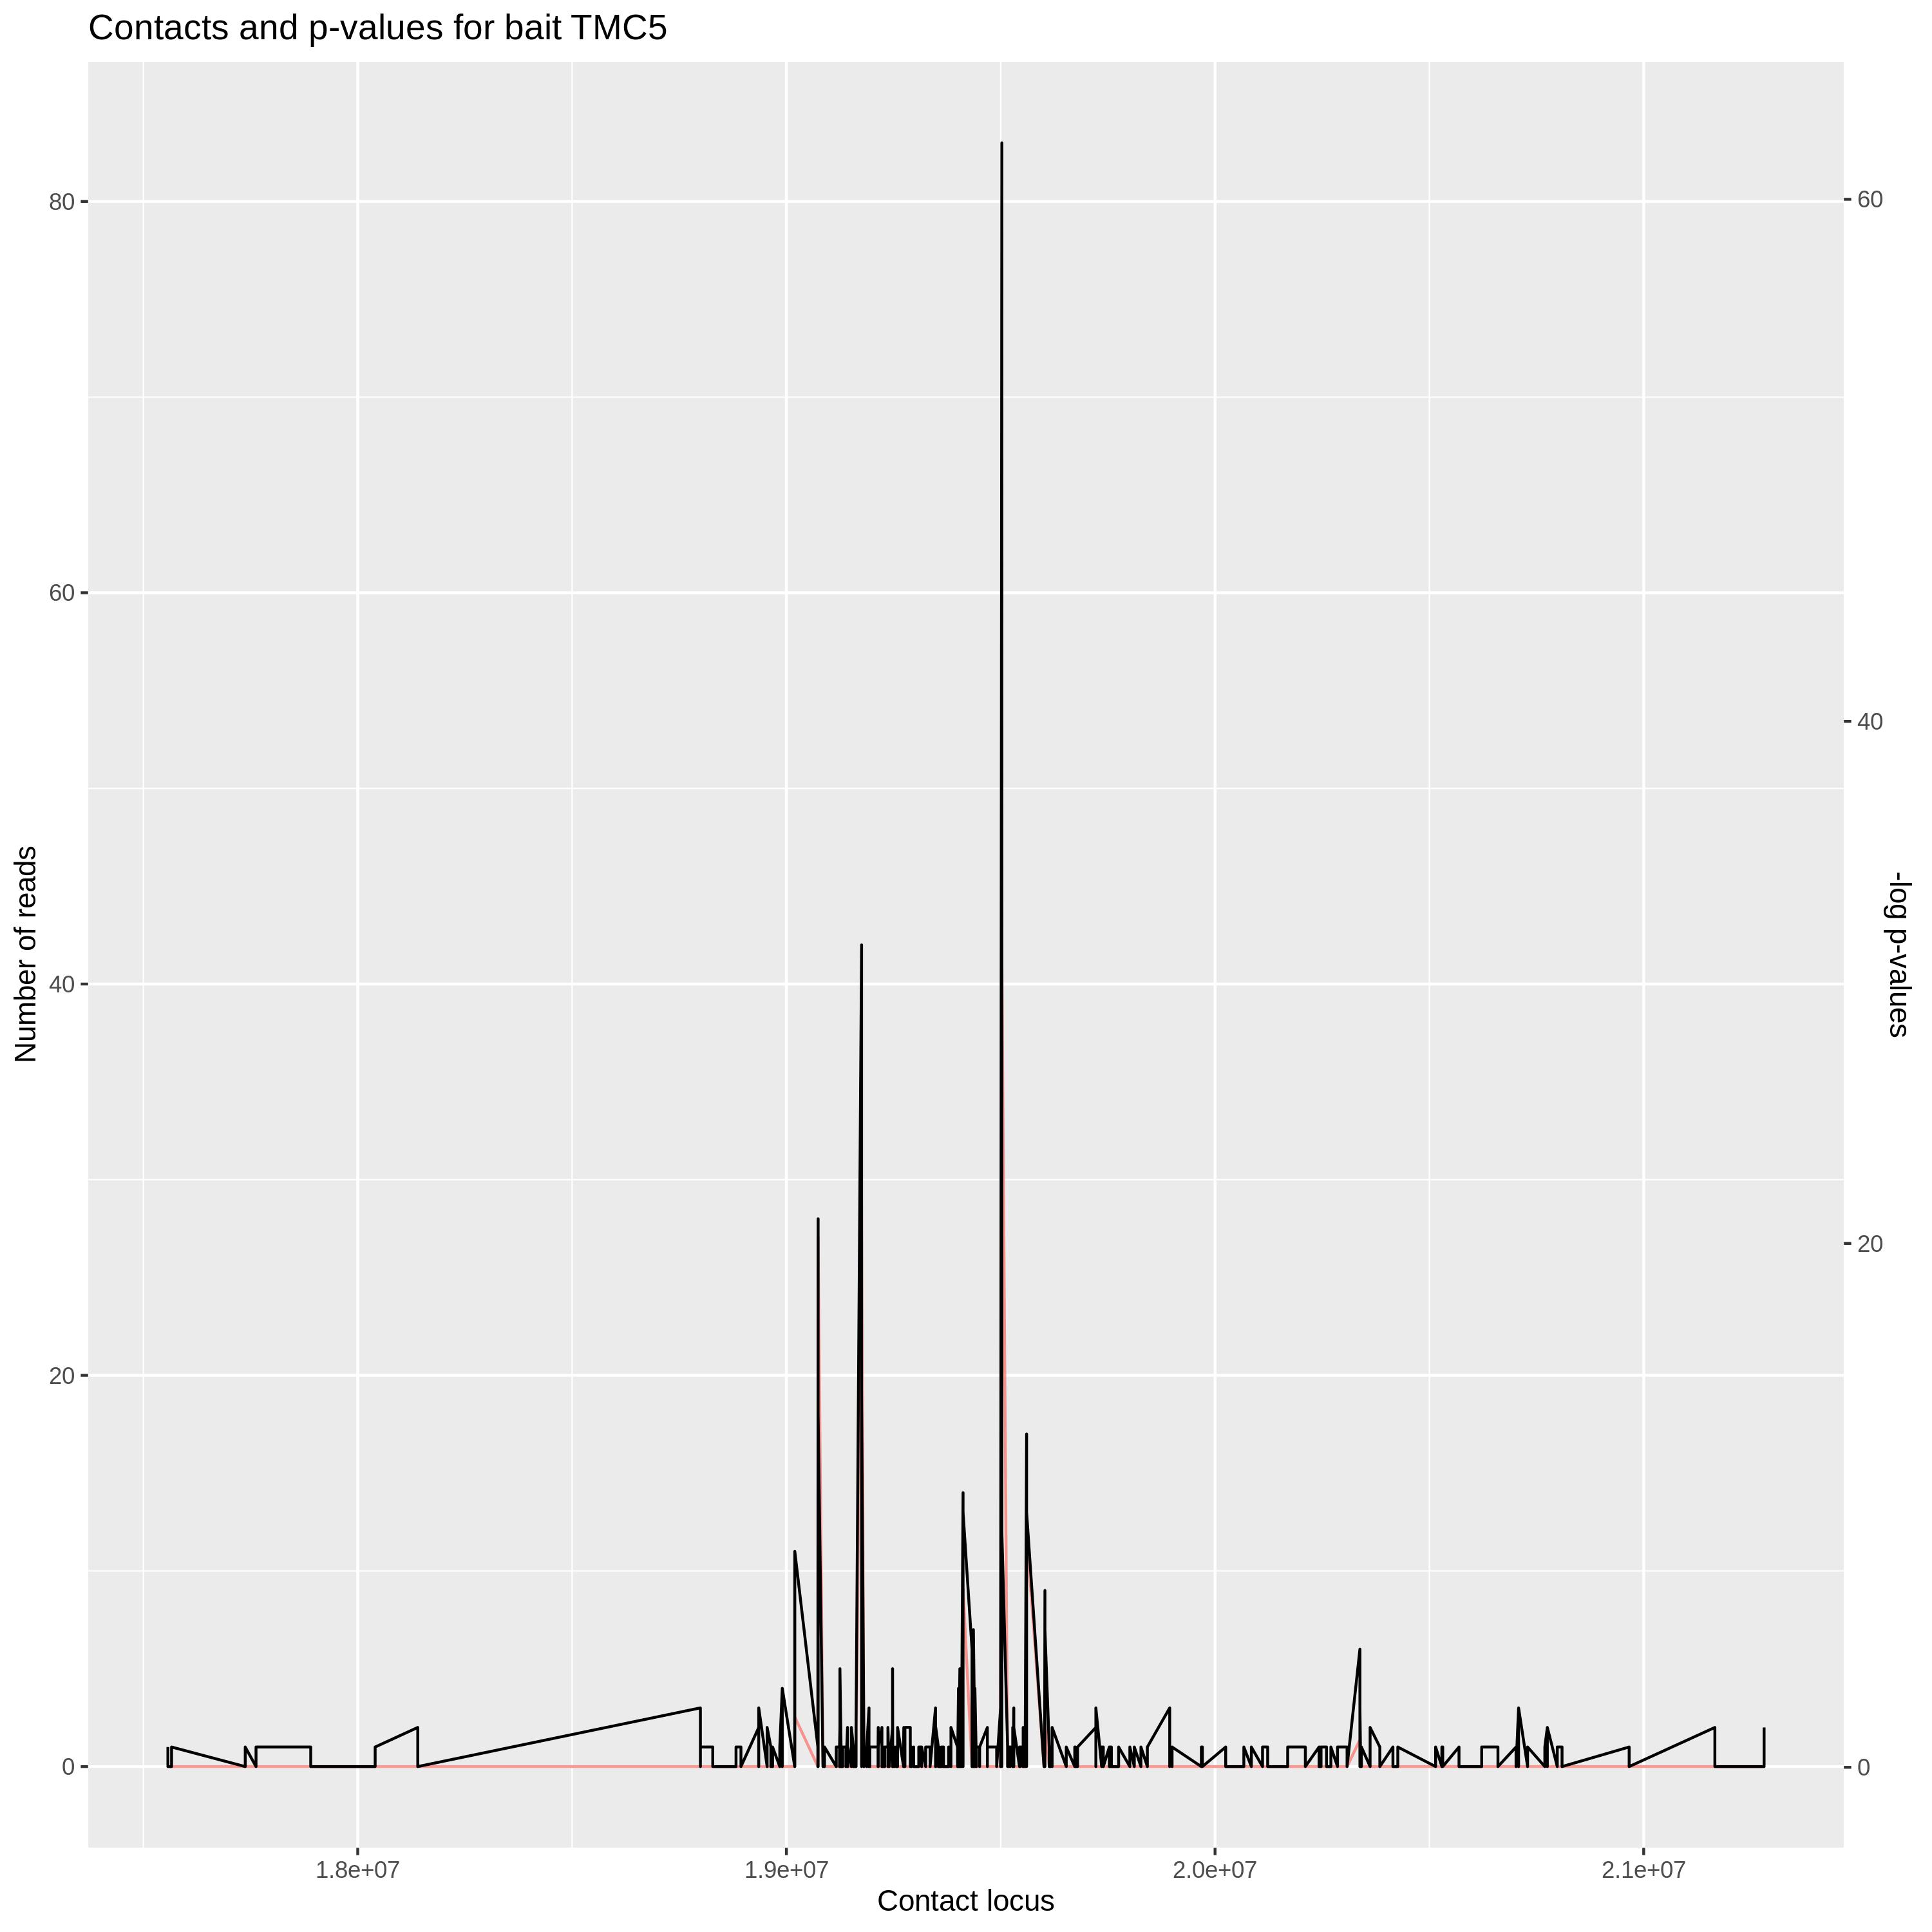 Contacts and p-values for bait TMC5
80
60
40
20
0
Number of reads
60
40
20
0
-log p-values
1.8e+07
1.9e+07
2.0e+07
2.1e+07
Contact locus